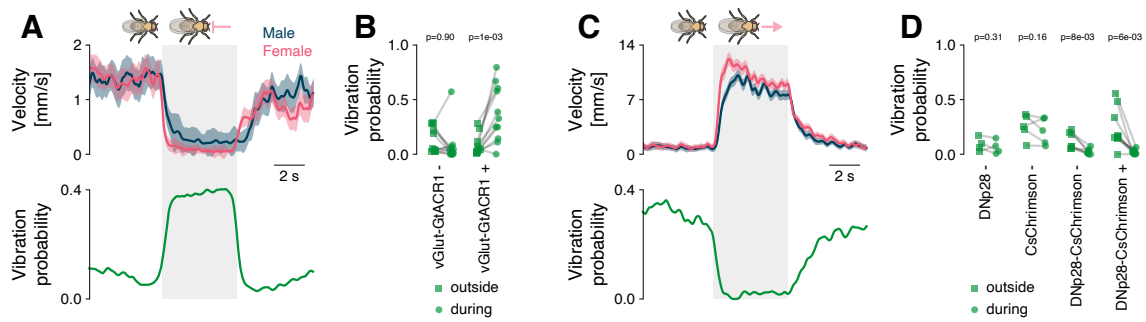 A
Male
Female
Velocity
[mm/s]
2
1
0
2 s
Vibration
probability
0.4
0.0
B
p=0.90
p=1e-03
Vibration
probability
1.0
0.5
0.0
vGlut-GtACR1 -
vGlut-GtACR1 +
outside
during
C
Velocity
[mm/s]
14
7
0
2 s
Vibration
probability
0.4
0.0
D
p=0.31
p=0.16
p=8e-03
p=6e-03
Vibration
probability
1.0
0.5
0.0
DNp28 -
CsChrimson -
DNp28-CsChrimson -
DNp28-CsChrimson +
outside
during